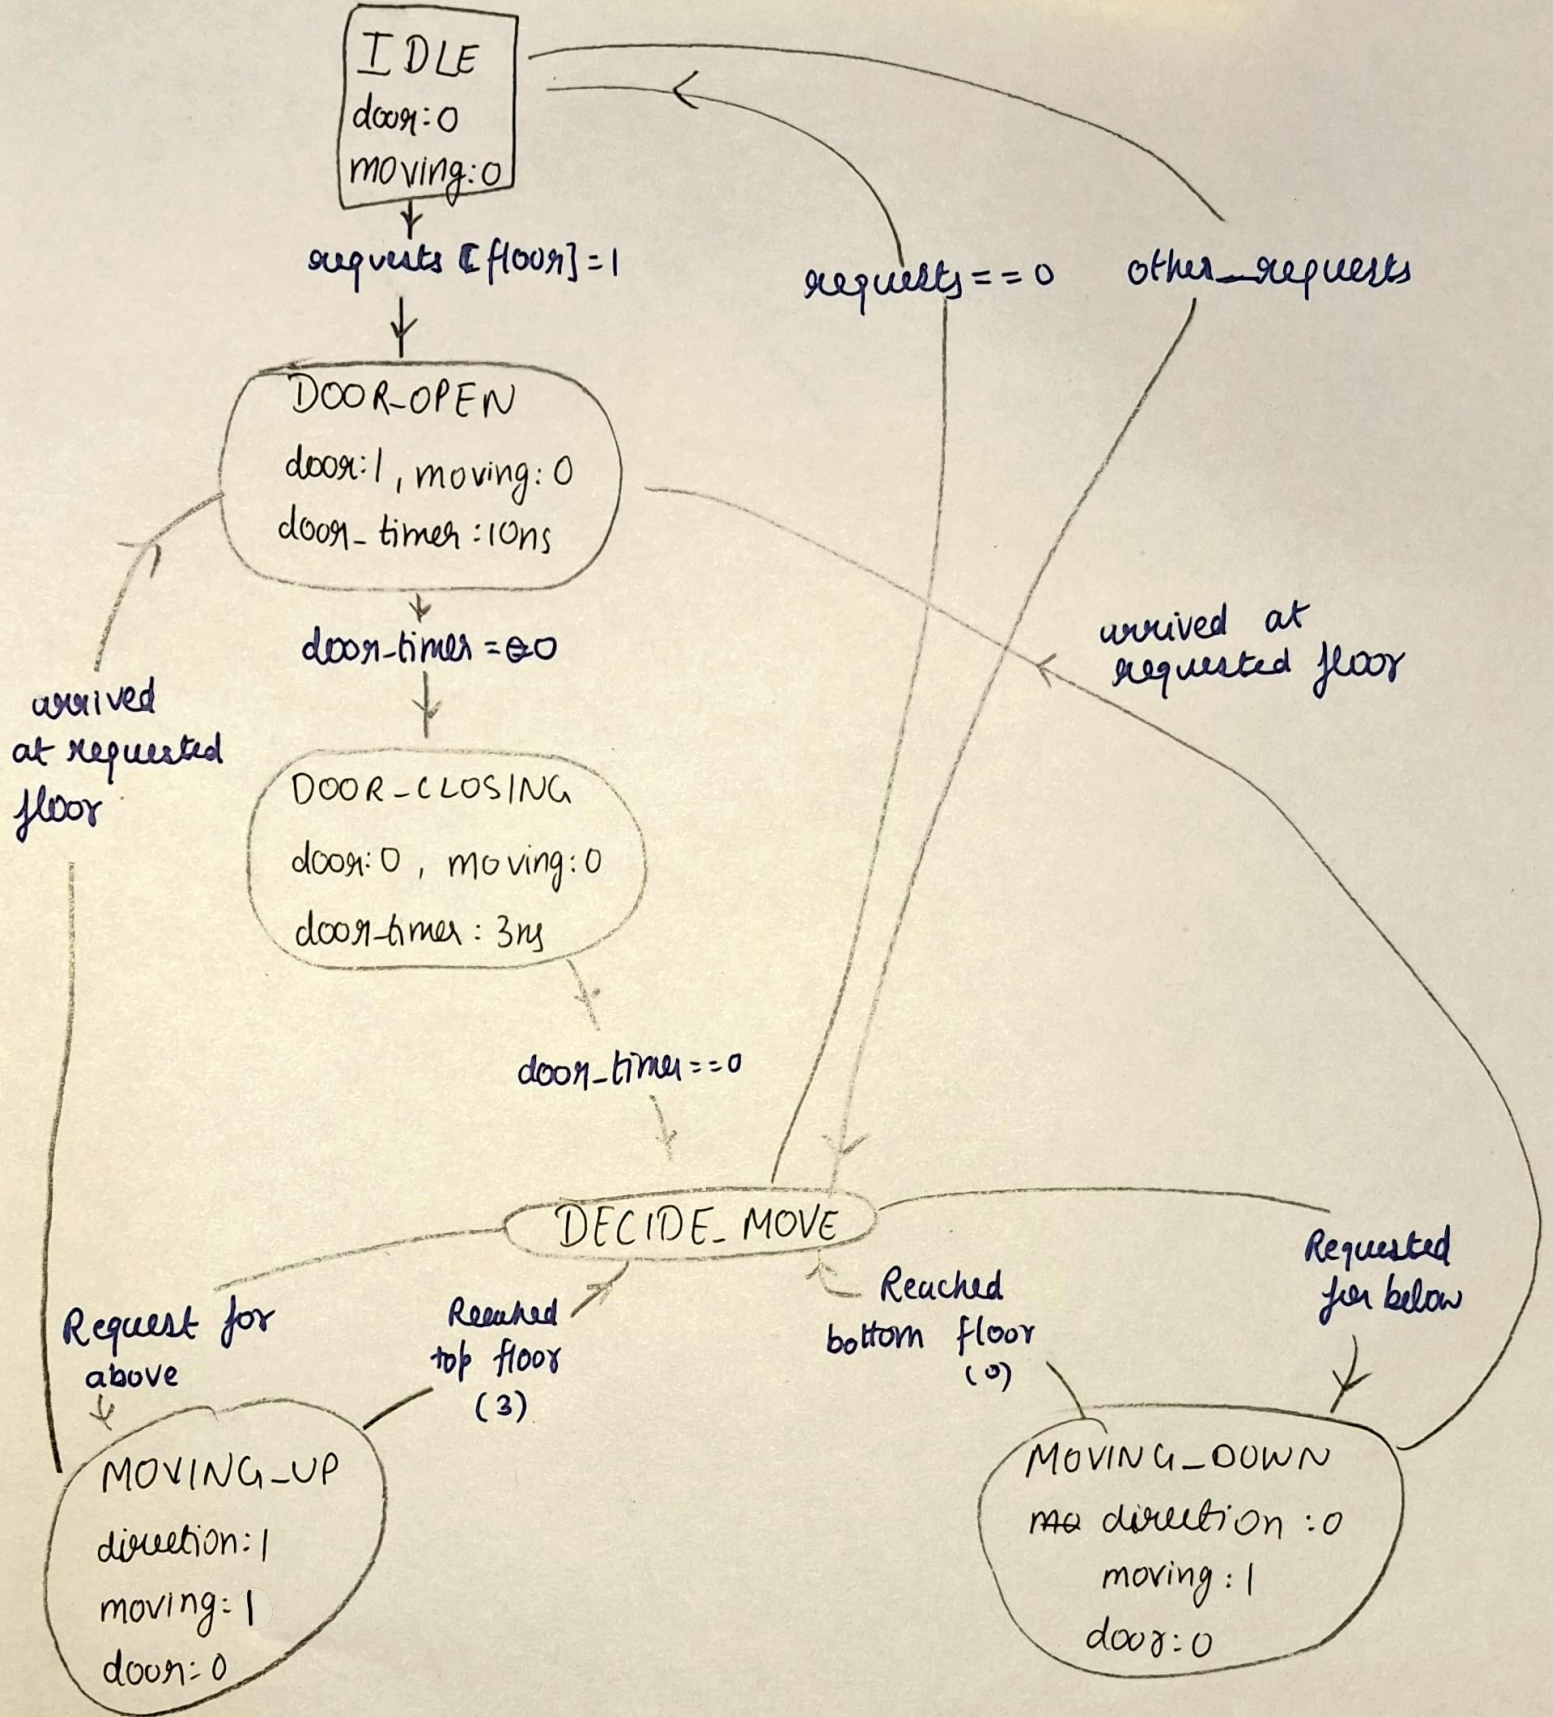 IDLE
door:0
moving:0
requests [floor]=1
requests==0
other_requests
DOOR_OPEN
door:1, moving:0
door_timer:10ns
door_timer==0
arrived at
requested floor
arrived
at requested
floor
DOOR_CLOSING
door:0, moving:0
door_timer: 3ns
door_timer==0
DECIDE_MOVE
Request for
above
Reached
top floor
(3)
Reached
bottom floor
(0)
Requested
for below
MOVING_UP
direction:1
moving:1
door:0
MOVING_DOWN
direction:0
moving:1
door:0